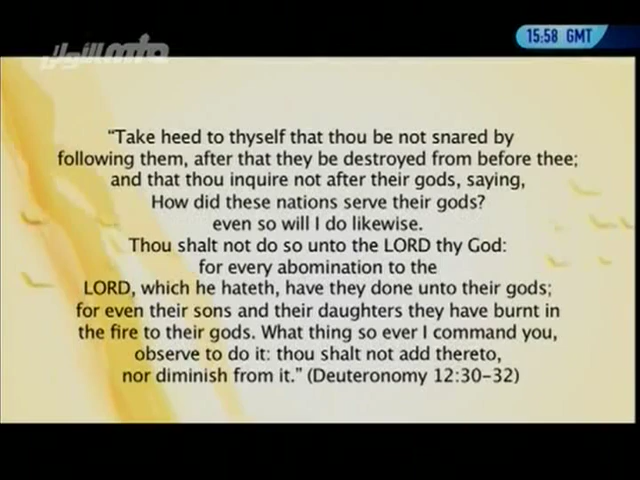 15:58 GMT
الأولى mta
“Take heed to thyself that thou be not snared by
following them, after that they be destroyed from before thee;
and that thou inquire not after their gods, saying,
How did these nations serve their gods?
even so will I do likewise.
Thou shalt not do so unto the LORD thy God:
for every abomination to the
LORD, which he hateth, have they done unto their gods;
for even their sons and their daughters they have burnt in
the fire to their gods. What thing so ever I command you,
observe to do it: thou shalt not add thereto,
nor diminish from it.” (Deuteronomy 12:30-32)